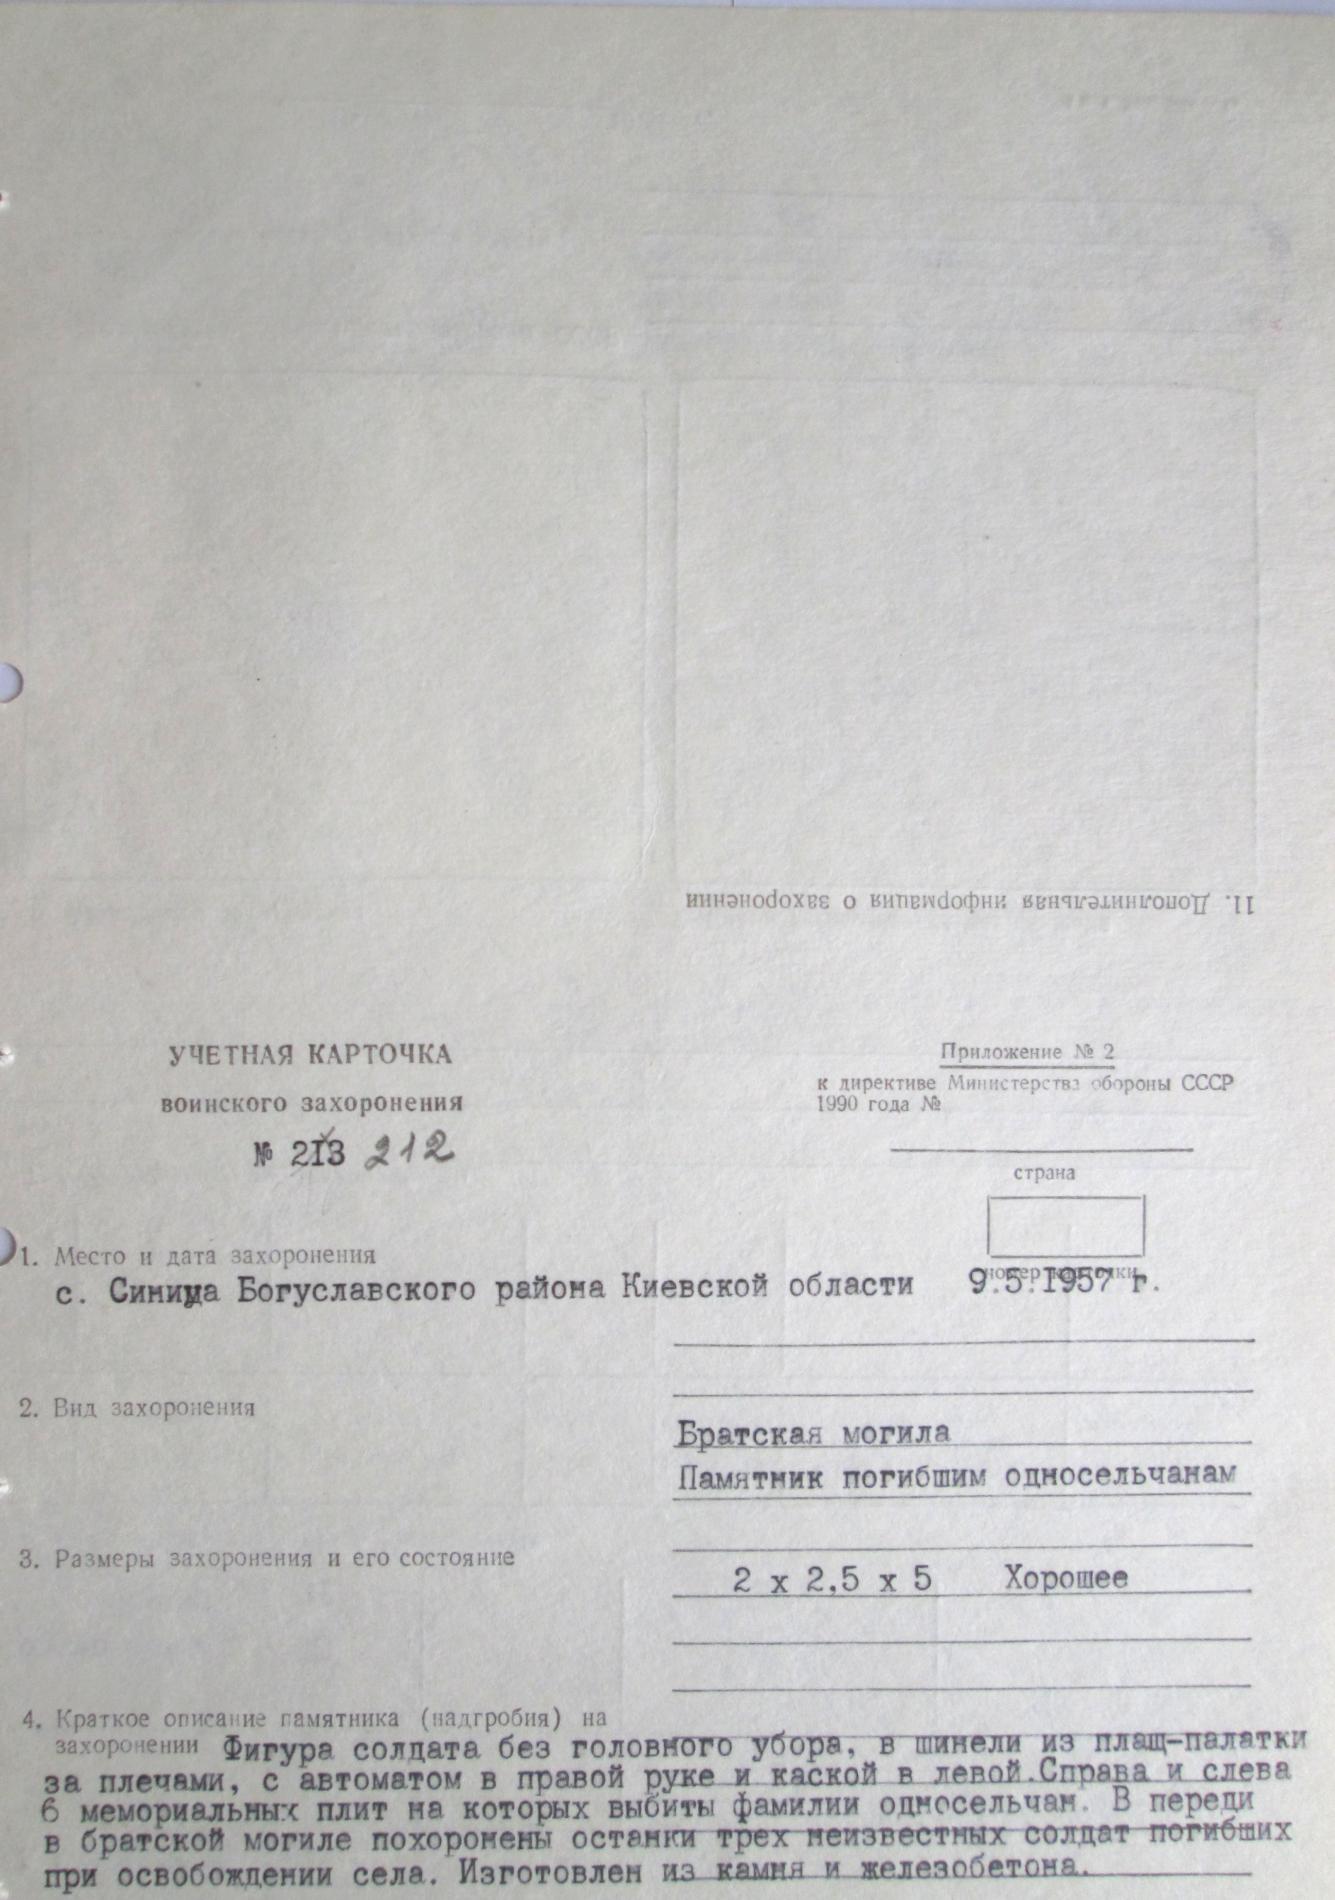 11. Дополнительная информация о захоронении
УЧЕТНАЯ КАРТОЧКА
воинского захоронения
№ 213 212
Приложение № 2
к директиве Министерства обороны СССР
1990 года №
страна
номер карточки
1. Место и дата захоронения
с. Синица Богуславского района Киевской области 9.5.1957 г.
2. Вид захоронения
Братская могила
Памятник погибшим односельчанам
3. Размеры захоронения и его состояние
2 х 2,5 х 5 Хорошее
4. Краткое описание памятника (надгробия) на
захоронении Фигура солдата без головного убора, в шинели из плащ-палатки
за плечами, с автоматом в правой руке и каской в левой.Справа и слева
6 мемориальных плит на которых выбиты фамилии односельчан. В переди
в братской могиле похоронены останки трех неизвестных солдат погибших
при освобождении села. Изготовлен из камня и железобетона.